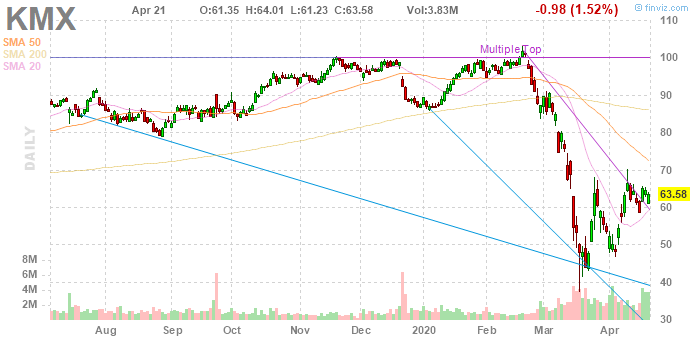 KMX
Apr 21 O:61.35 H:64.01 L:61.23 C:63.58 Vol:3.83M -0.98 (1.52%)
© finviz.com
SMA 50
SMA 200
SMA 20
DAILY
Multiple Top
110
100
90
80
70
63.58
60
50
40
30
8M
6M
4M
2M
Aug Sep Oct Nov Dec 2020 Feb Mar Apr